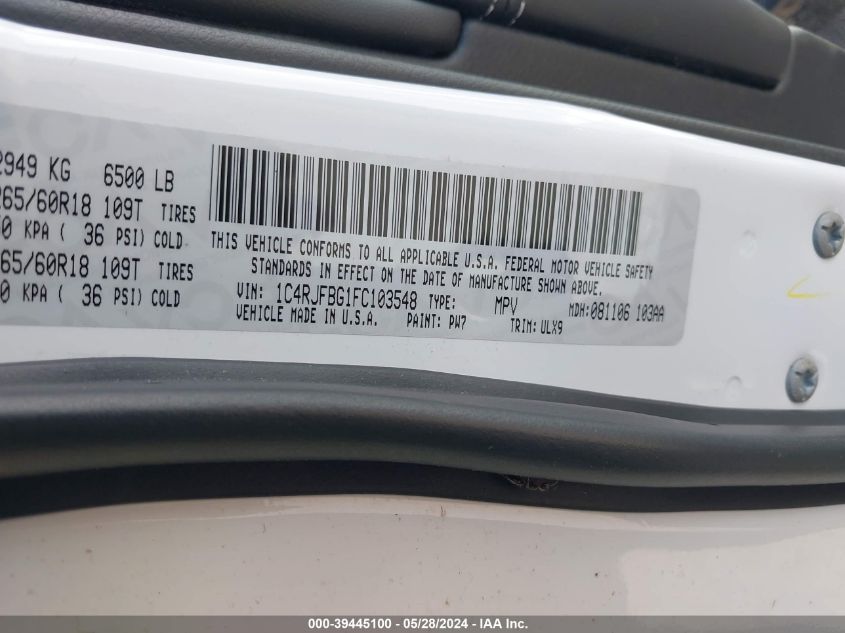 2949 KG 6500 LB
265/60R18 109T TIRES
0 KPA ( 36 PSI) COLD
65/60R18 109T TIRES
0 KPA ( 36 PSI) COLD
THIS VEHICLE CONFORMS TO ALL APPLICABLE U.S.A. FEDERAL MOTOR VEHICLE SAFETY
STANDARDS IN EFFECT ON THE DATE OF MANUFACTURE SHOWN ABOVE.
VIN: 1C4RJFBG1FC103548 TYPE: MPV MDH:081106 103AA
VEHICLE MADE IN U.S.A. PAINT: PW7 TRIM: ULX9
000-39445100 - 05/28/2024 - IAA Inc.